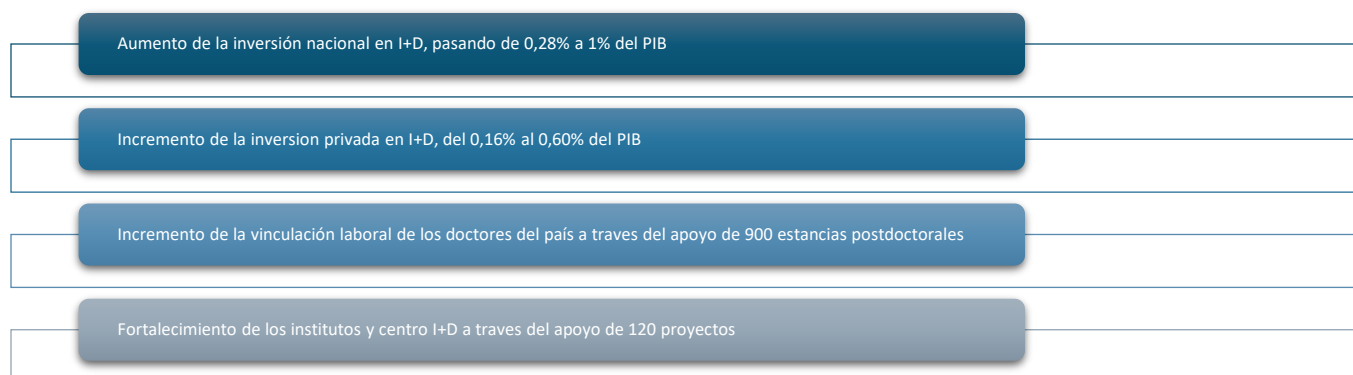 Aumento de la inversión nacional en I+D, pasando de 0,28% a 1% del PIB
Incremento de la inversion privada en I+D, del 0,16% al 0,60% del PIB
Incremento de la vinculación laboral de los doctores del país a traves del apoyo de 900 estancias postdoctorales
Fortalecimiento de los institutos y centro I+D a traves del apoyo de 120 proyectos